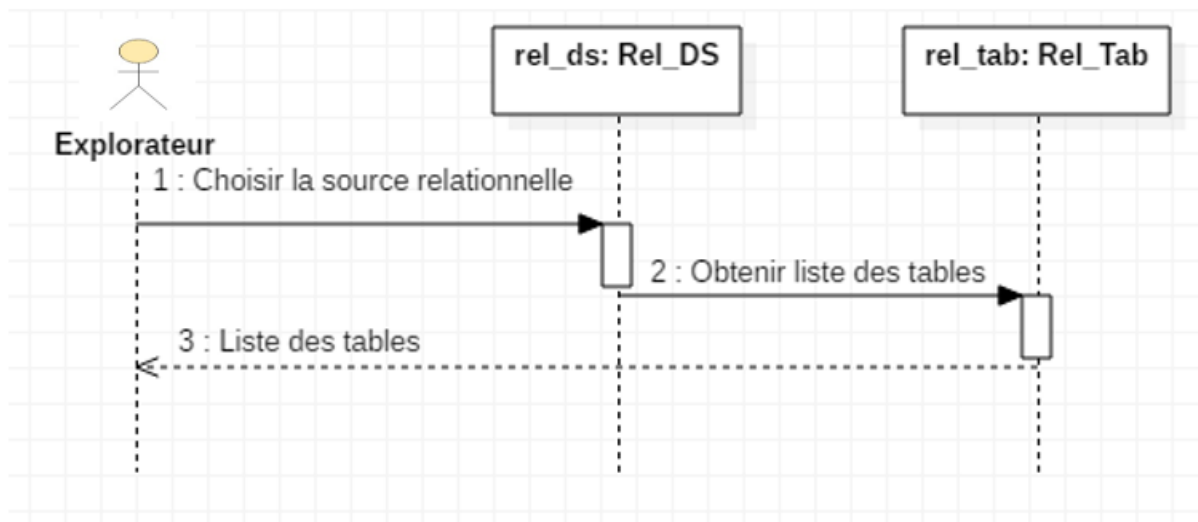 rel_ds: Rel_DS
rel_tab: Rel_Tab
Explorateur
1 : Choisir la source relationnelle
2 : Obtenir liste des tables
3 : Liste des tables